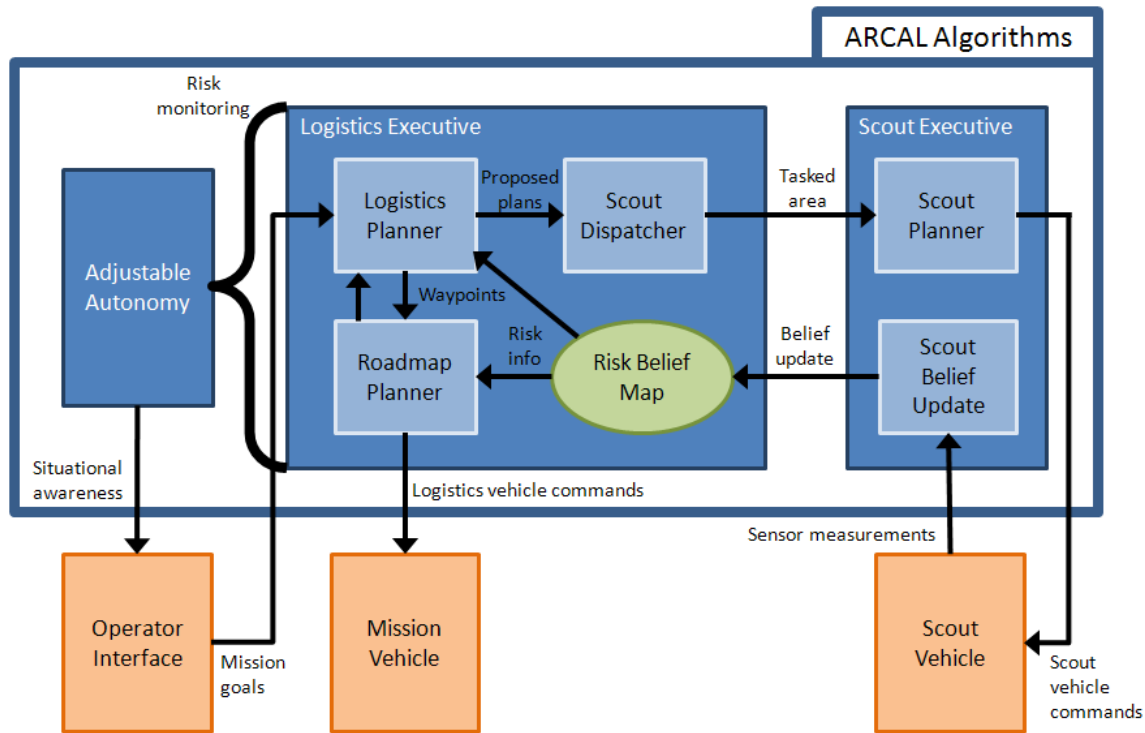 ARCAL Algorithms
Risk
monitoring
Logistics Executive
Scout Executive
Logistics
Planner
Proposed
plans
Scout
Dispatcher
Tasked
area
Scout
Planner
Adjustable
Autonomy
Waypoints
Roadmap
Planner
Risk
info
Risk Belief
Map
Belief
update
Scout
Belief
Update
Situational
awareness
Logistics vehicle commands
Sensor measurements
Operator
Interface
Mission
goals
Mission
Vehicle
Scout
Vehicle
Scout
vehicle
commands